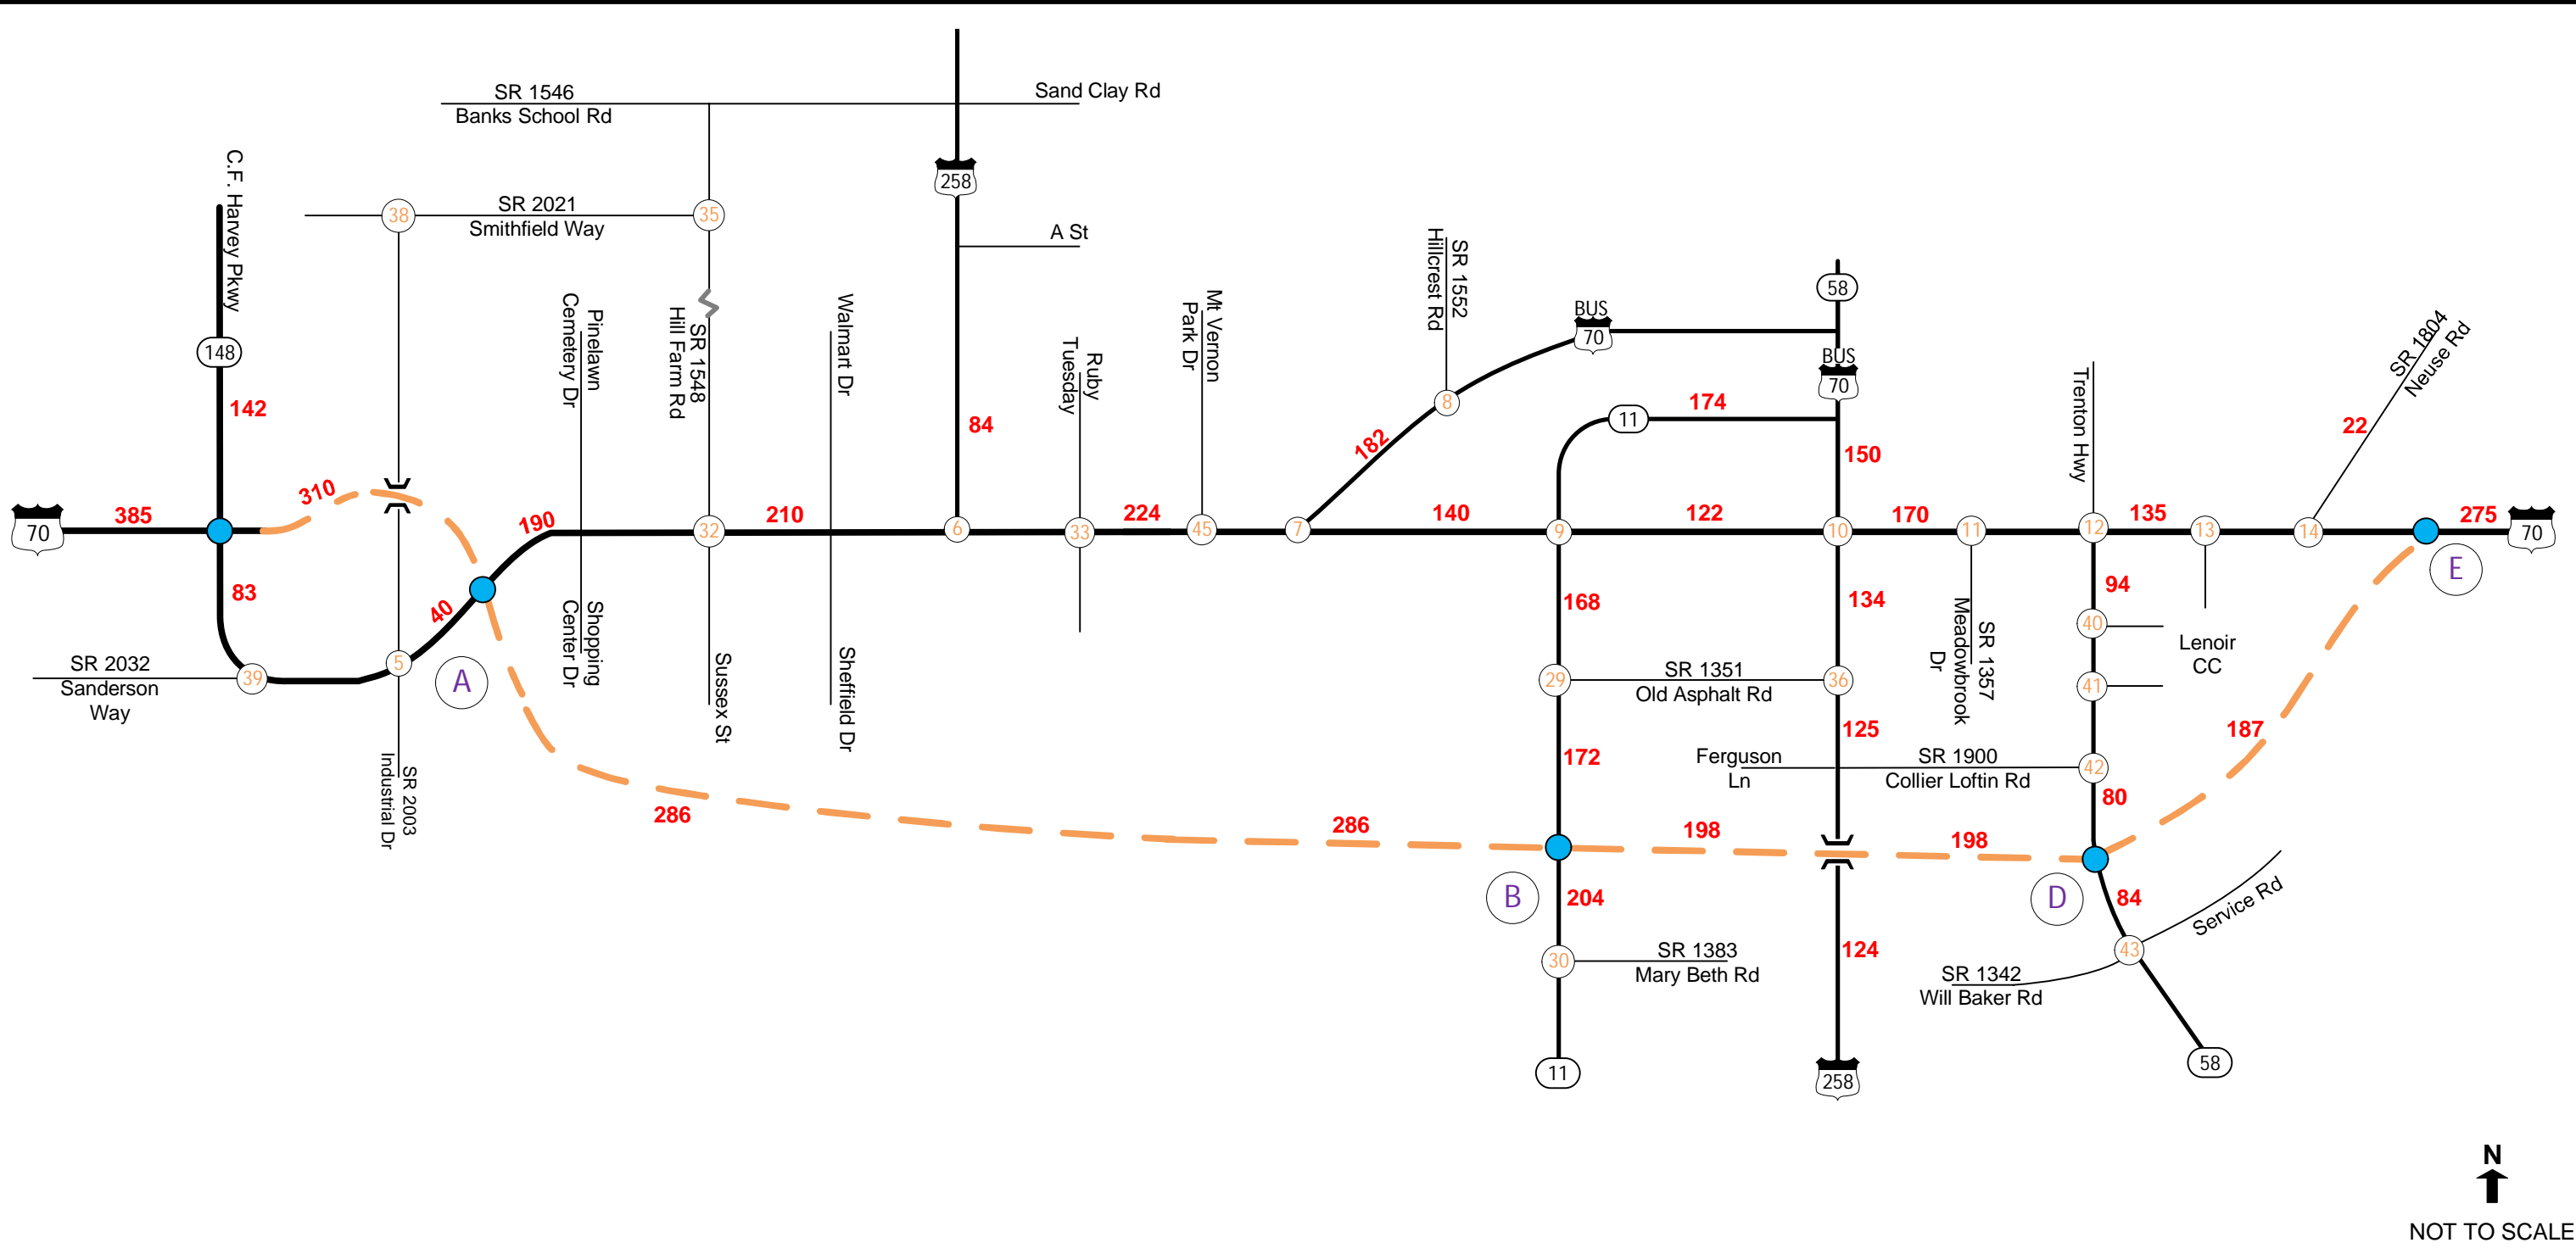 SR 1546
Banks School Rd
Sand Clay Rd
C.F. Harvey Pkwy
258
38
SR 2021
Smithfield Way
35
A St
SR 1552
Hillcrest Rd
58
BUS
70
BUS
70
148
142
Pinelawn
Cemetery Dr
SR 1548
Hill Farm Rd
Walmart Dr
84
Ruby
Tuesday
Mt Vernon
Park Dr
8
182
11
174
150
Trenton Hwy
SR 1804
Neuse Rd
22
70
385
310
190
32
210
6
33
224
45
7
140
9
122
10
170
11
12
135
13
14
275
70
E
83
40
5
A
39
SR 2032
Sanderson
Way
SR 2003
Industrial Dr
Shopping
Center Dr
Sussex St
Sheffield Dr
168
134
94
40
41
Lenoir
CC
SR 1357
Meadowbrook
Dr
29
SR 1351
Old Asphalt Rd
36
172
125
Ferguson
Ln
SR 1900
Collier Loftin Rd
42
187
80
286
286
198
198
B
204
D
84
Service Rd
30
SR 1383
Mary Beth Rd
124
43
SR 1342
Will Baker Rd
11
258
58
N
NOT TO SCALE